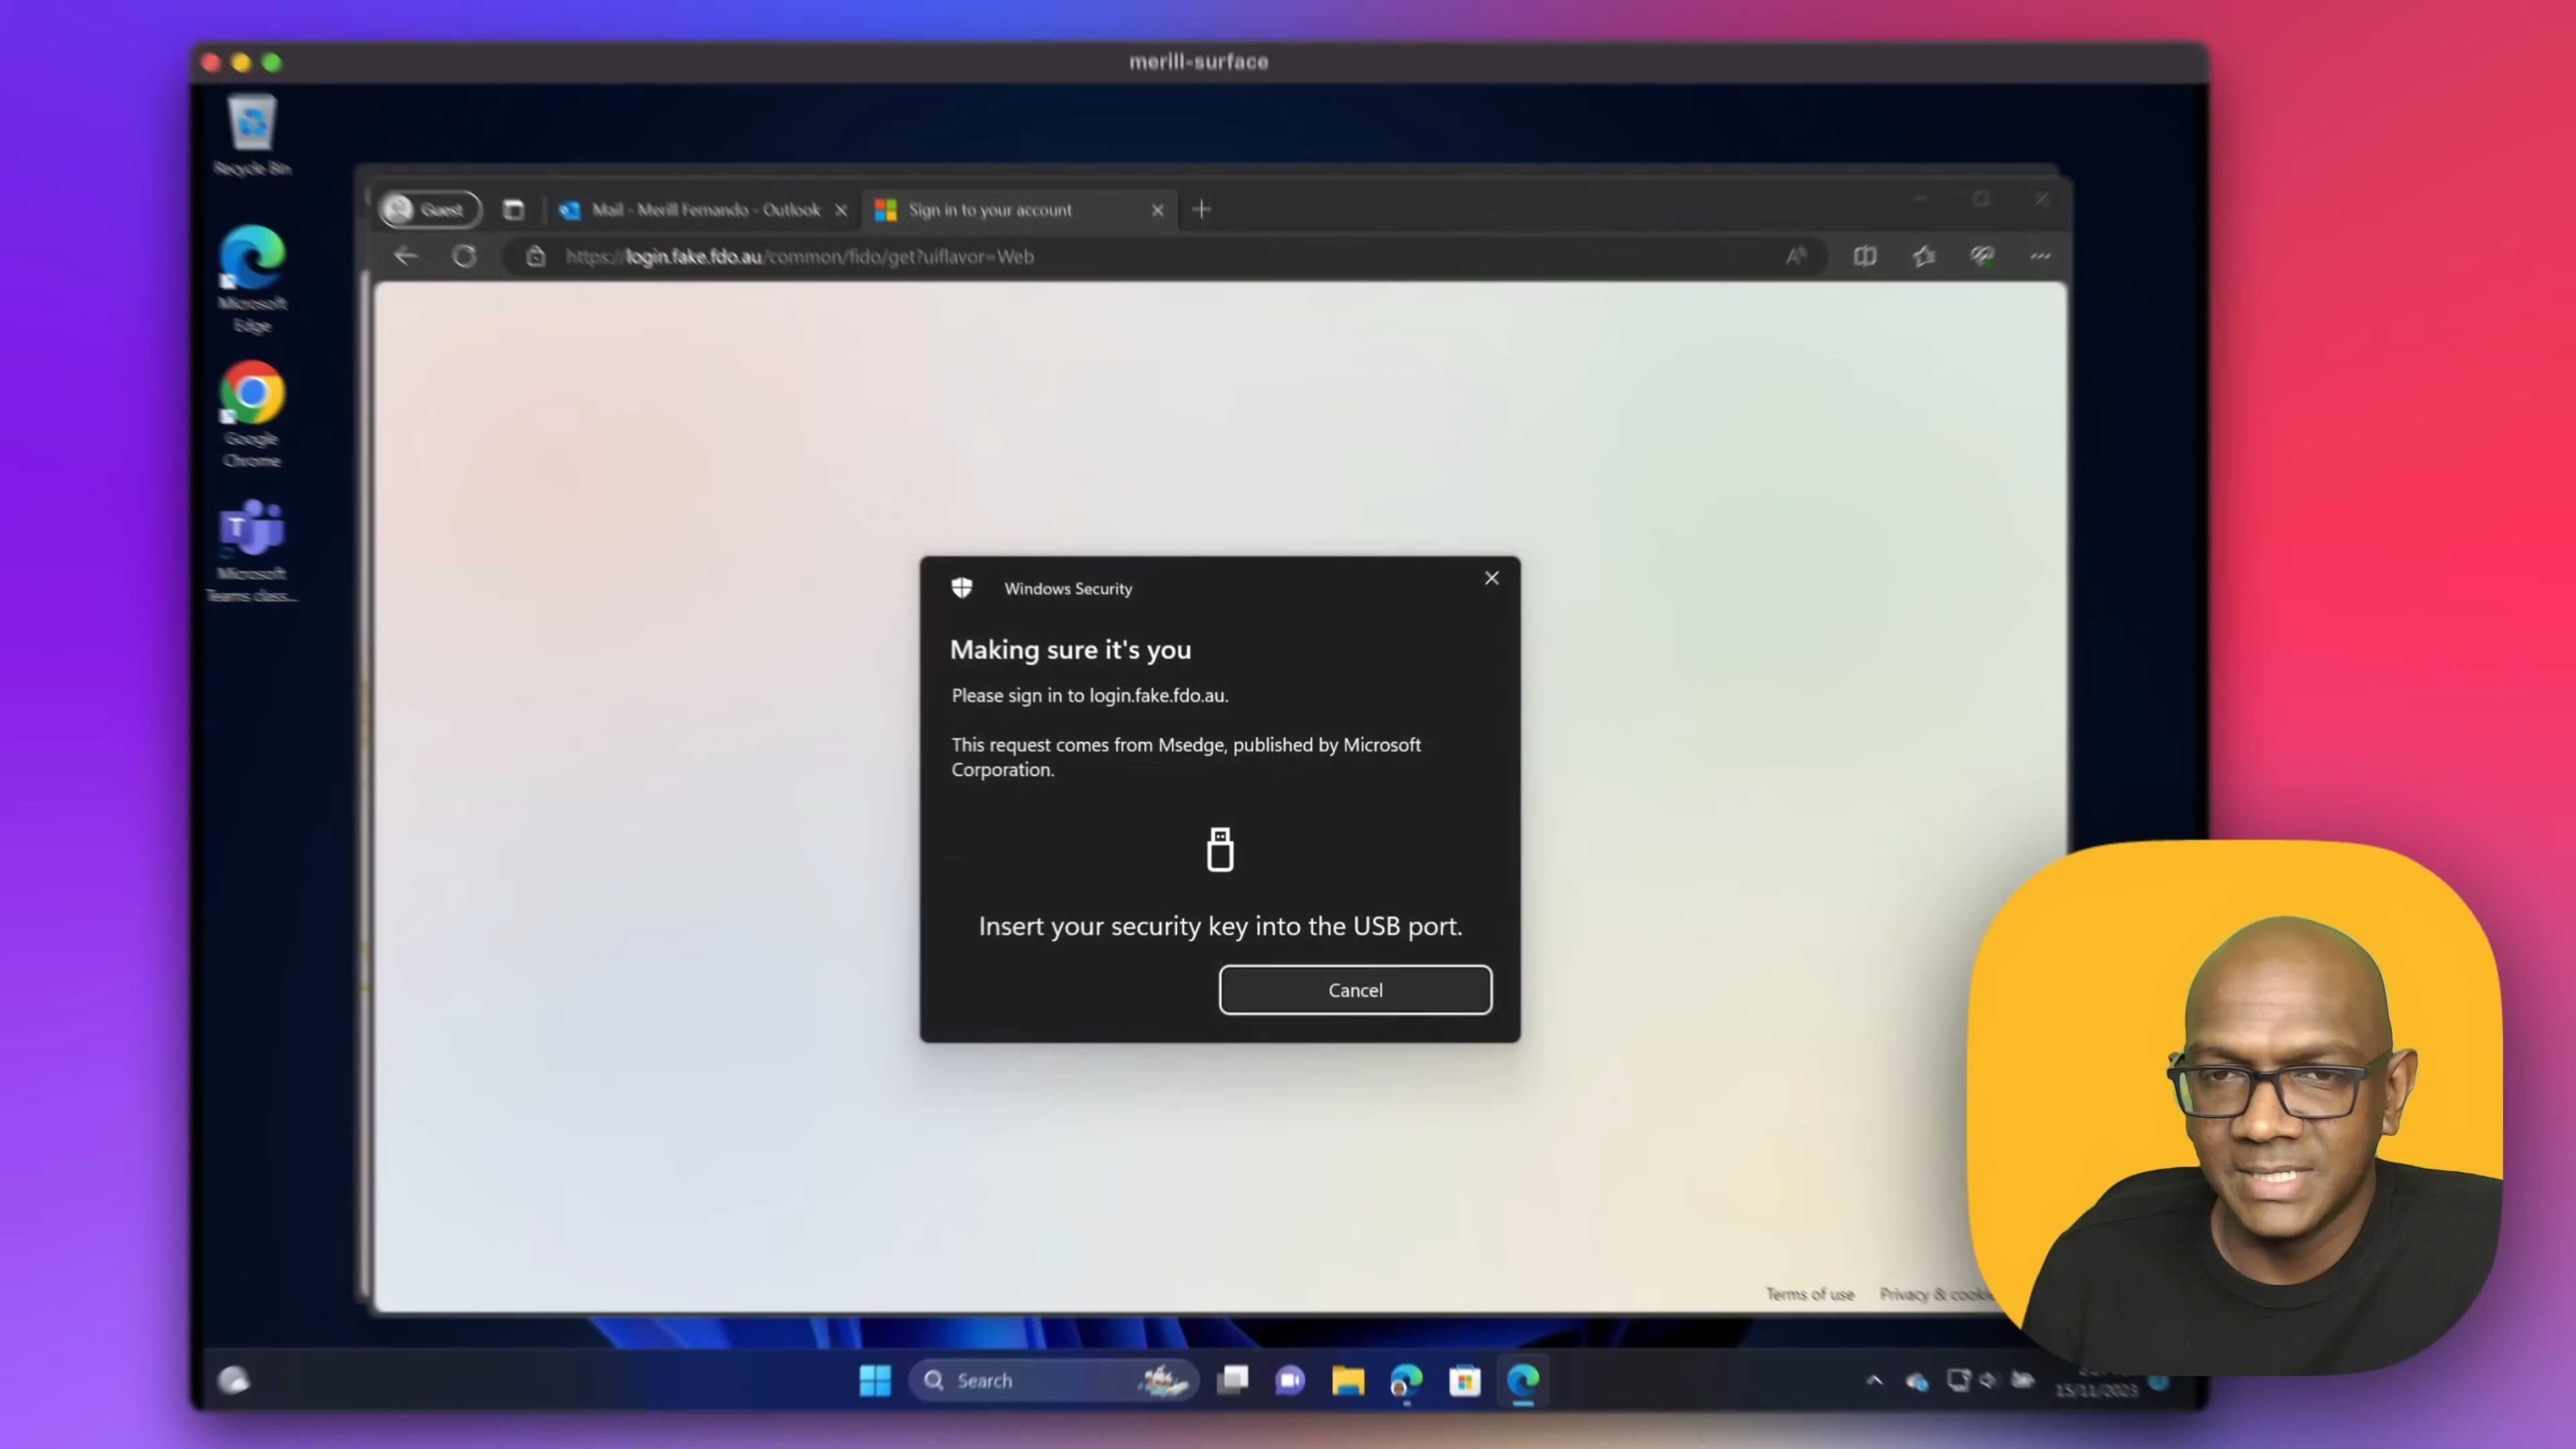 merill-surface
Recycle Bin
Guest
Mail - Merill Fernando - Outlook
Sign in to your account
https://login.fake.fdo.au/common/fido/get?uiflavor=Web
Microsoft
Edge
Google
Chrome
T
Microsoft
Teams class...
Windows Security
Making sure it's you
Please sign in to login.fake.fdo.au.
This request comes from Msedge, published by Microsoft
Corporation.
Insert your security key into the USB port.
Cancel
Terms of use
Privacy &
Search
15/11/2023